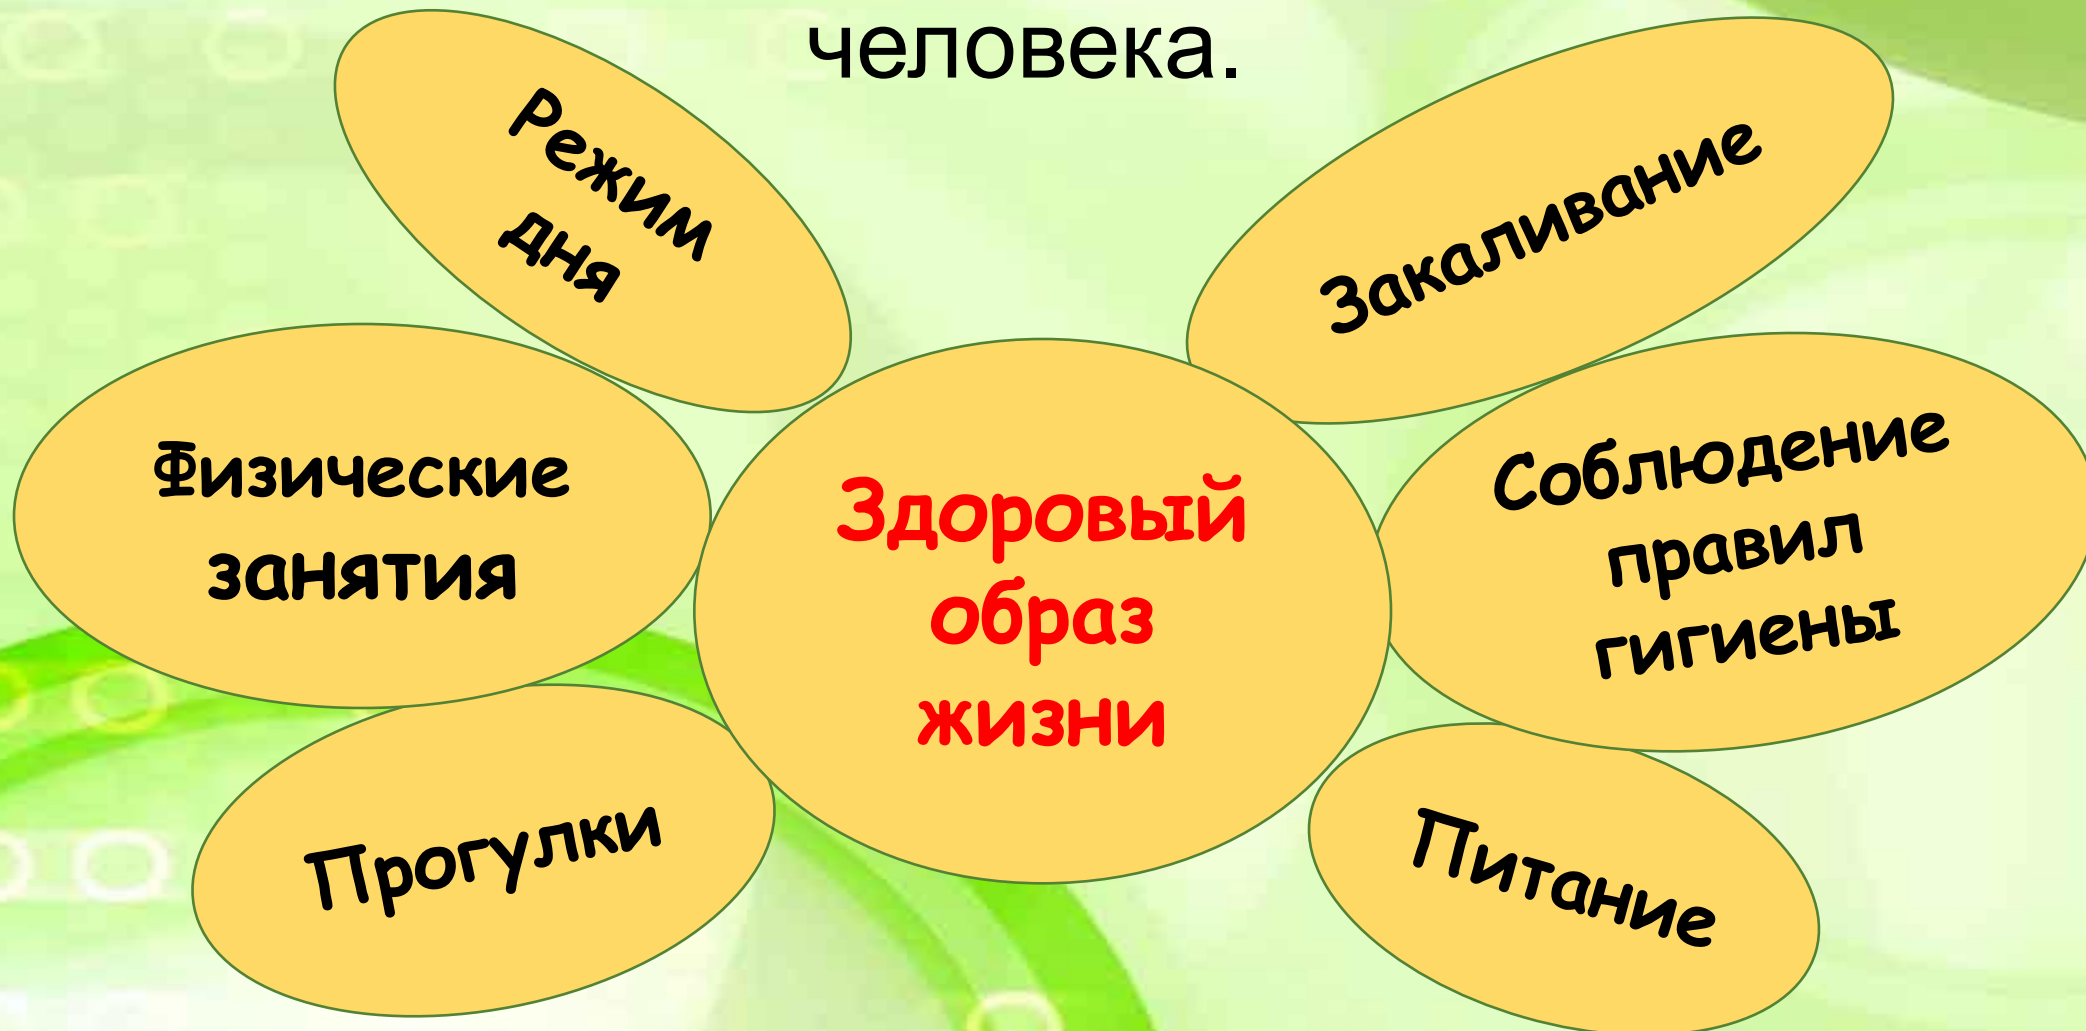 человека.
Режим
дня
Закаливание
Физические
занятия
Здоровый
образ
жизни
Соблюдение
правил
гигиены
Прогулки
Питание